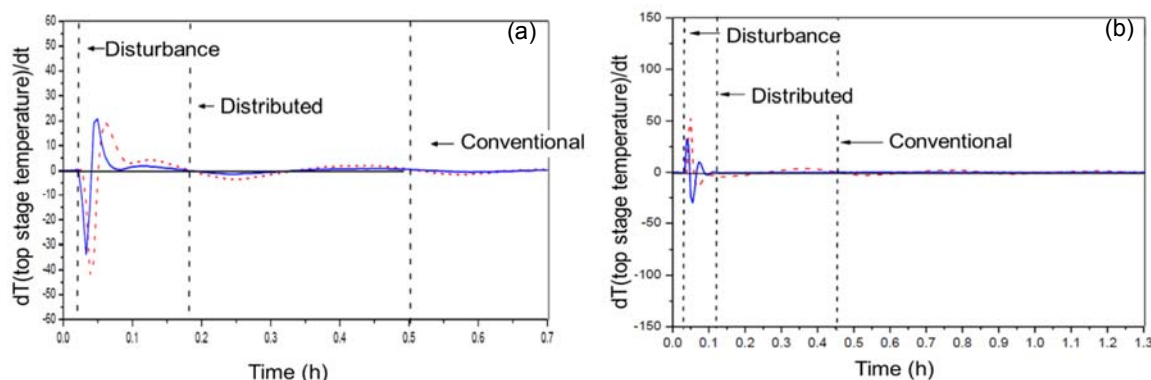 (a)
dT(top stage temperature)/dt
60
50
40
30
20
10
0
-10
-20
-30
-40
-50
-60
Disturbance
Distributed
Conventional
0.0 0.1 0.2 0.3 0.4 0.5 0.6 0.7
Time (h)
(b)
dT(top stage temperature)/dt
150
100
50
0
-50
-100
-150
Disturbance
Distributed
Conventional
0.0 0.1 0.2 0.3 0.4 0.5 0.6 0.7 0.8 0.9 1.0 1.1 1.2 1.3
Time (h)